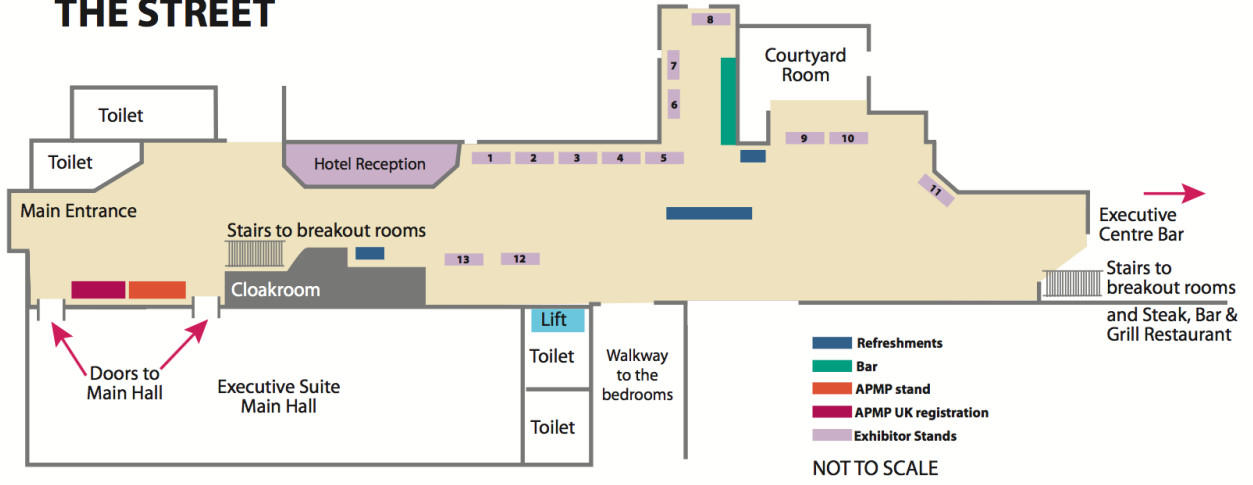 THE STREET
8
Courtyard
Room
7
6
Toilet
Toilet
Hotel Reception
1
2
3
4
5
9
10
11
Main Entrance
Stairs to breakout rooms
Executive
Centre Bar
13
12
Cloakroom
Stairs to
breakout rooms
and Steak, Bar &
Grill Restaurant
Doors to
Main Hall
Executive Suite
Main Hall
Lift
Toilet
Toilet
Walkway
to the
bedrooms
Refreshments
Bar
APMP stand
APMP UK registration
Exhibitor Stands
NOT TO SCALE